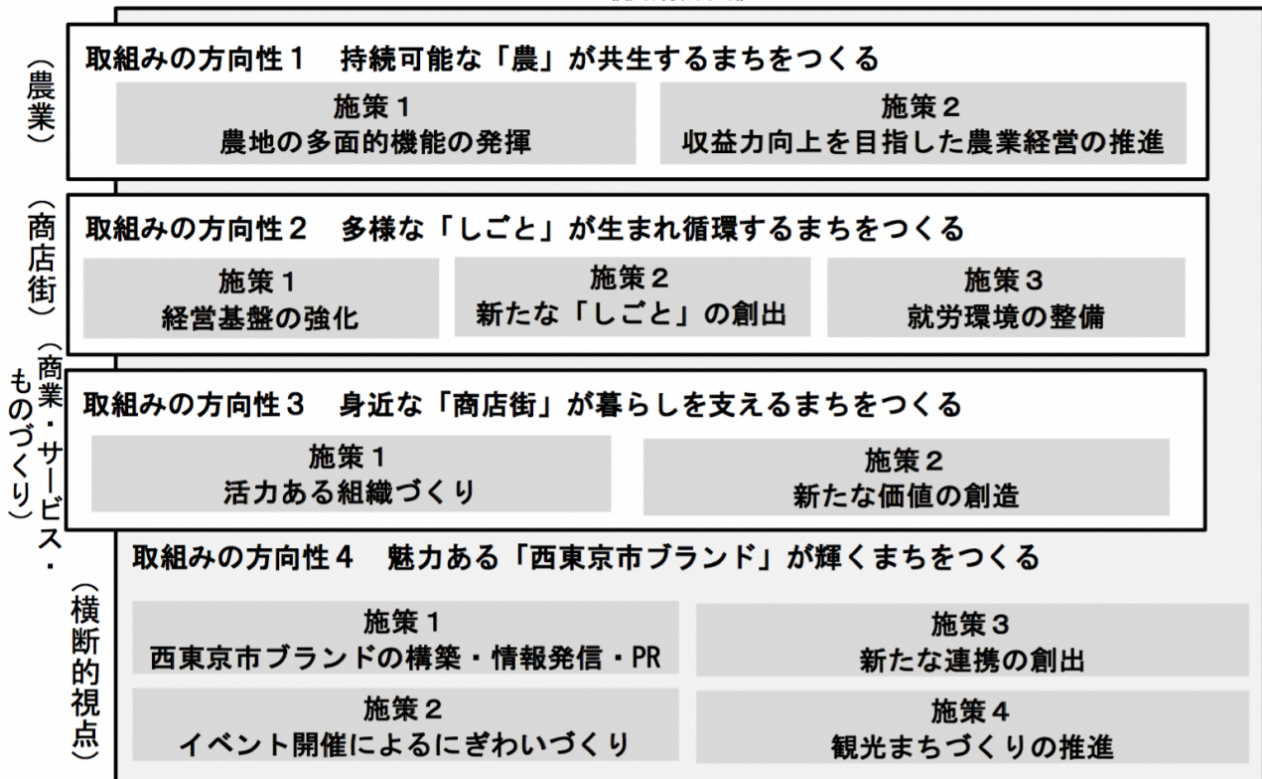 (農業)
取組みの方向性1 持続可能な「農」が共生するまちをつくる
施策1
農地の多面的機能の発揮
施策2
収益力向上を目指した農業経営の推進
(商店街)
取組みの方向性2 多様な「しごと」が生まれ循環するまちをつくる
施策1
経営基盤の強化
施策2
新たな「しごと」の創出
施策3
就労環境の整備
(商業・サービス・
ものづくり)
取組みの方向性3 身近な「商店街」が暮らしを支えるまちをつくる
施策1
活力ある組織づくり
施策2
新たな価値の創造
(横断的視点)
取組みの方向性4 魅力ある「西東京市ブランド」が輝くまちをつくる
施策1
西東京市ブランドの構築・情報発信・PR
施策2
イベント開催によるにぎわいづくり
施策3
新たな連携の創出
施策4
観光まちづくりの推進